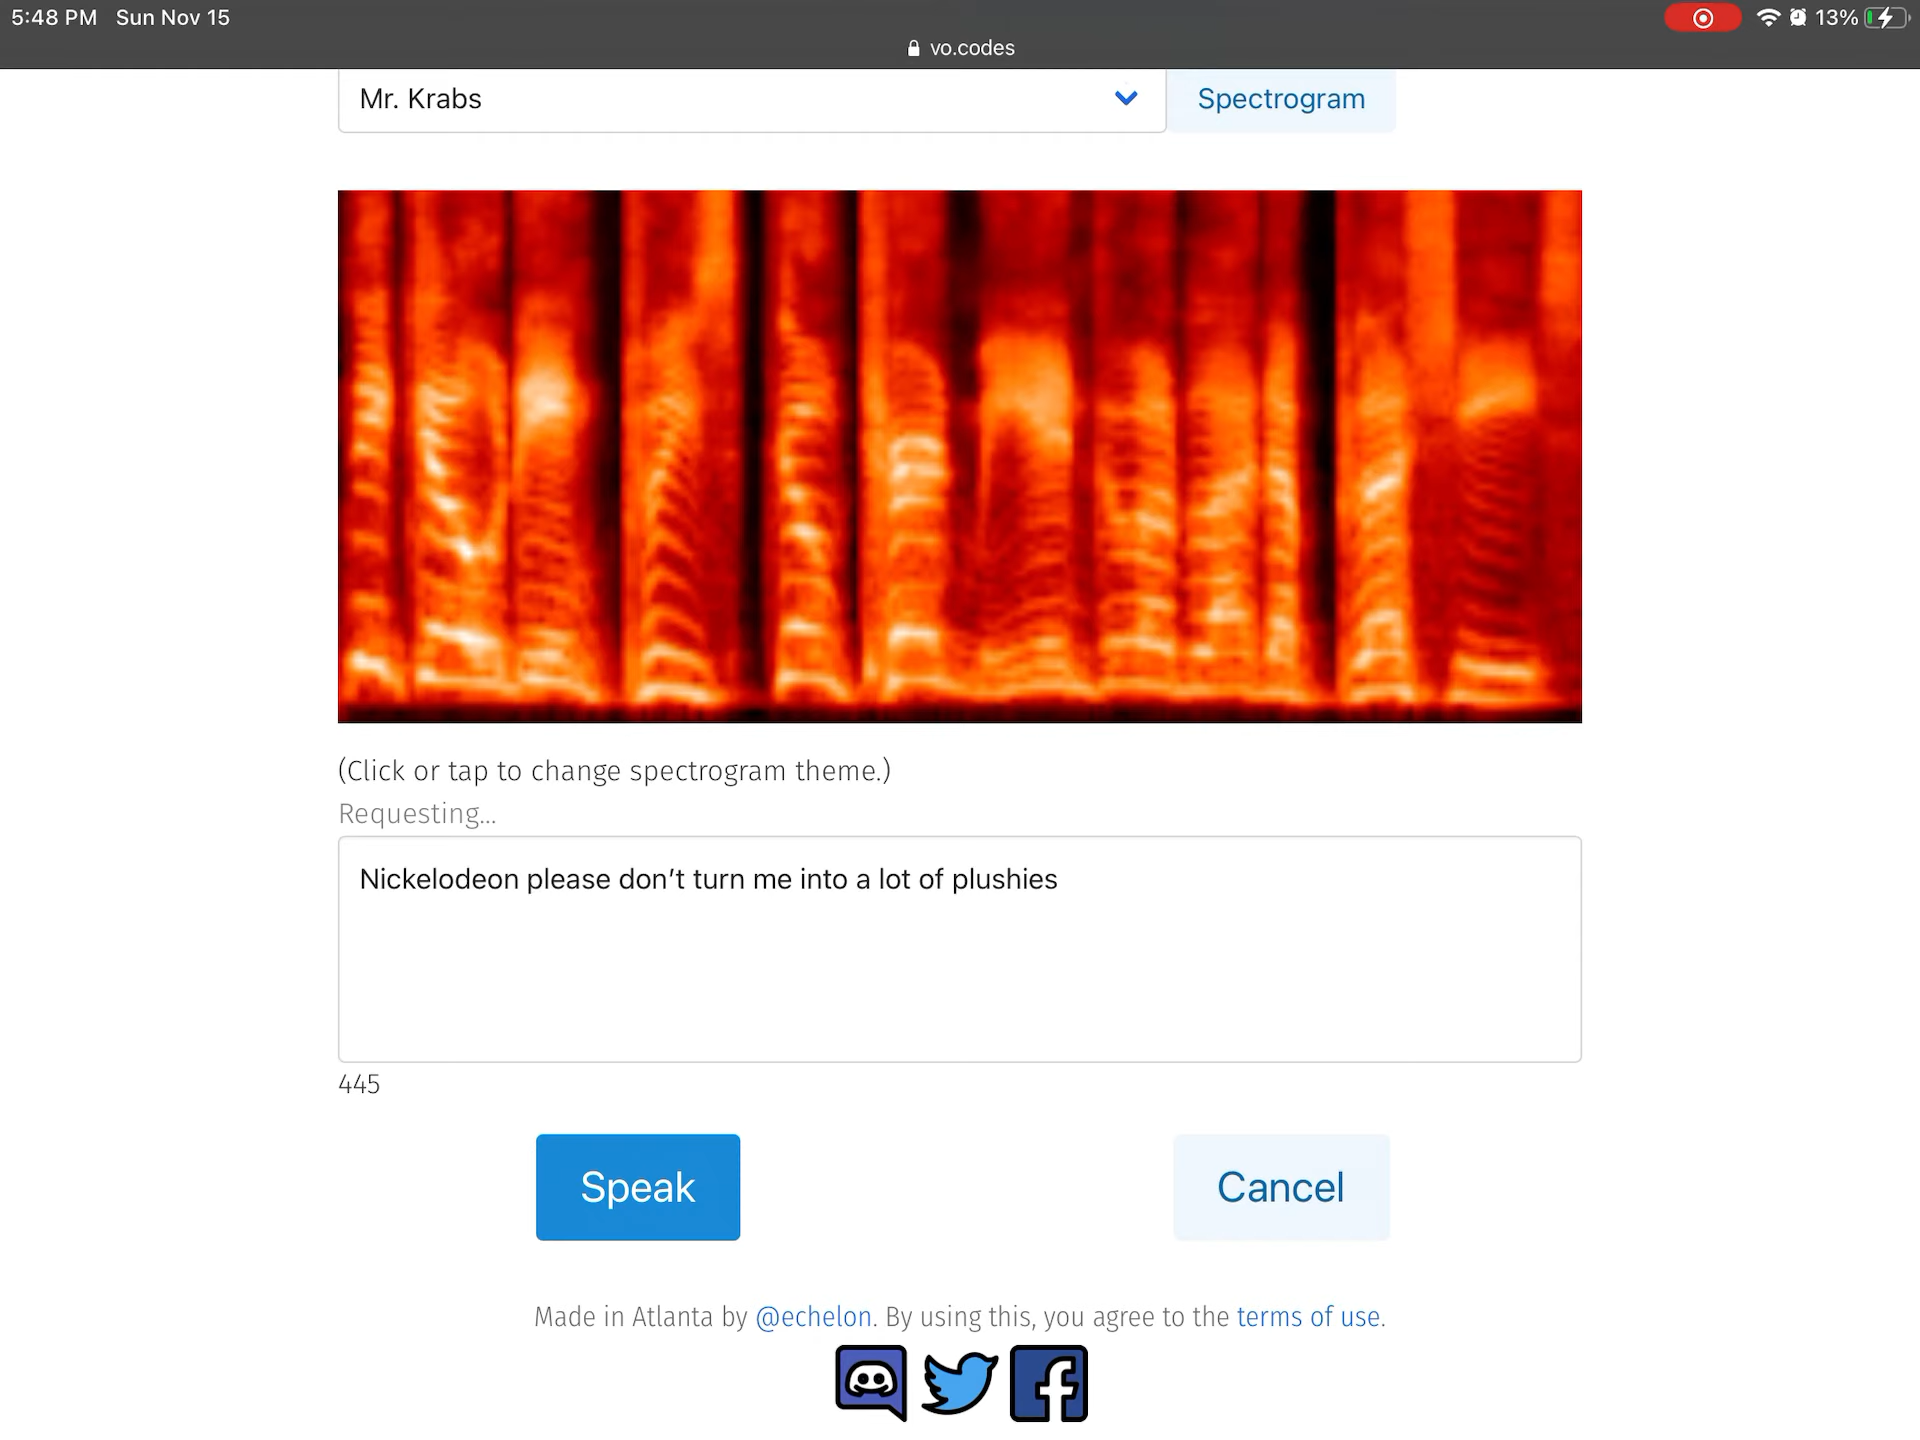 5:48 PM Sun Nov 15
13%
vo.codes
Mr. Krabs
Spectrogram
(Click or tap to change spectrogram theme.)
Requesting...
Nickelodeon please don’t turn me into a lot of plushies
445
Speak
Cancel
Made in Atlanta by @echelon. By using this, you agree to the terms of use.